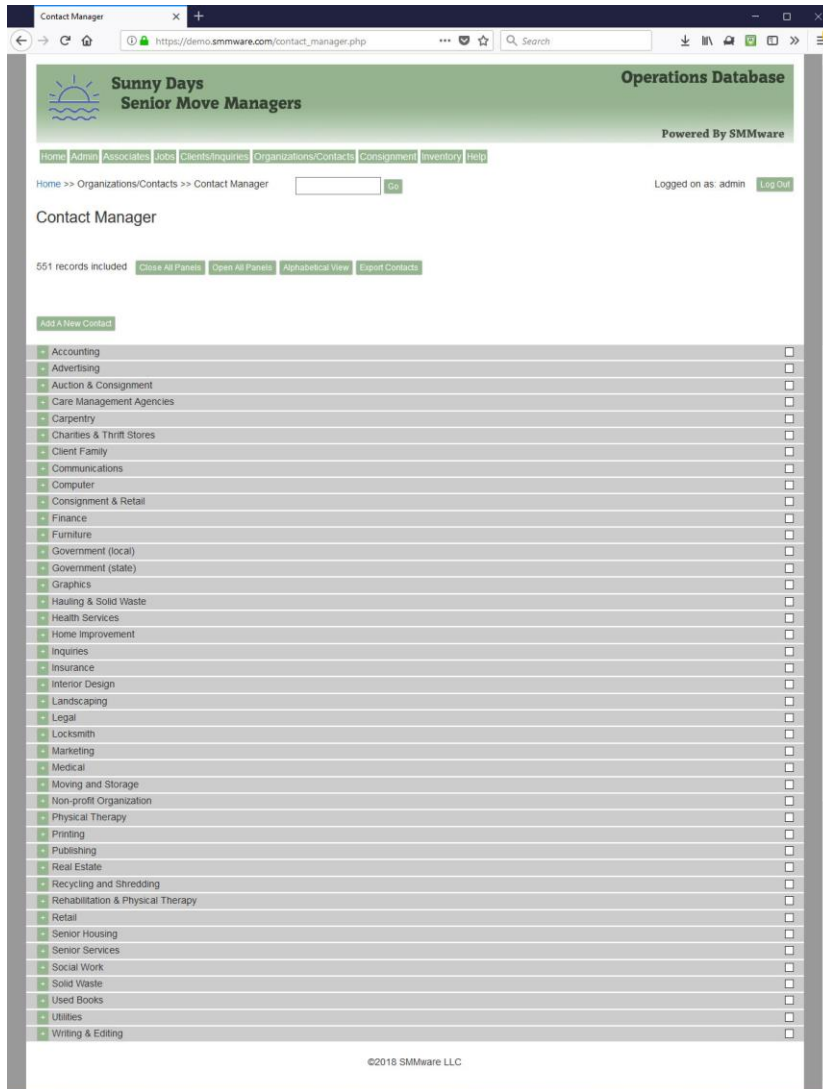 Contact Manager
https://demo.smmware.com/contact_manager.php
Search
Sunny Days
Senior Move Managers
Operations Database
Powered By SMMware
Home Admin Associates Jobs Clients/Inquiries Organizations/Contacts Consignment Inventory Help
Home >> Organizations/Contacts >> Contact Manager Go Logged on as: admin Log Out
Contact Manager
551 records included Close All Panels Open All Panels Alphabetical View Export Contacts
Add A New Contact
Accounting
Advertising
Auction & Consignment
Care Management Agencies
Carpentry
Charities & Thrift Stores
Client Family
Communications
Computer
Consignment & Retail
Finance
Furniture
Government (local)
Government (state)
Graphics
Hauling & Solid Waste
Health Services
Home Improvement
Inquiries
Insurance
Interior Design
Landscaping
Legal
Locksmith
Marketing
Medical
Moving and Storage
Non-profit Organization
Physical Therapy
Printing
Publishing
Real Estate
Recycling and Shredding
Rehabilitation & Physical Therapy
Retail
Senior Housing
Senior Services
Social Work
Solid Waste
Used Books
Utilities
Writing & Editing
©2018 SMMware LLC